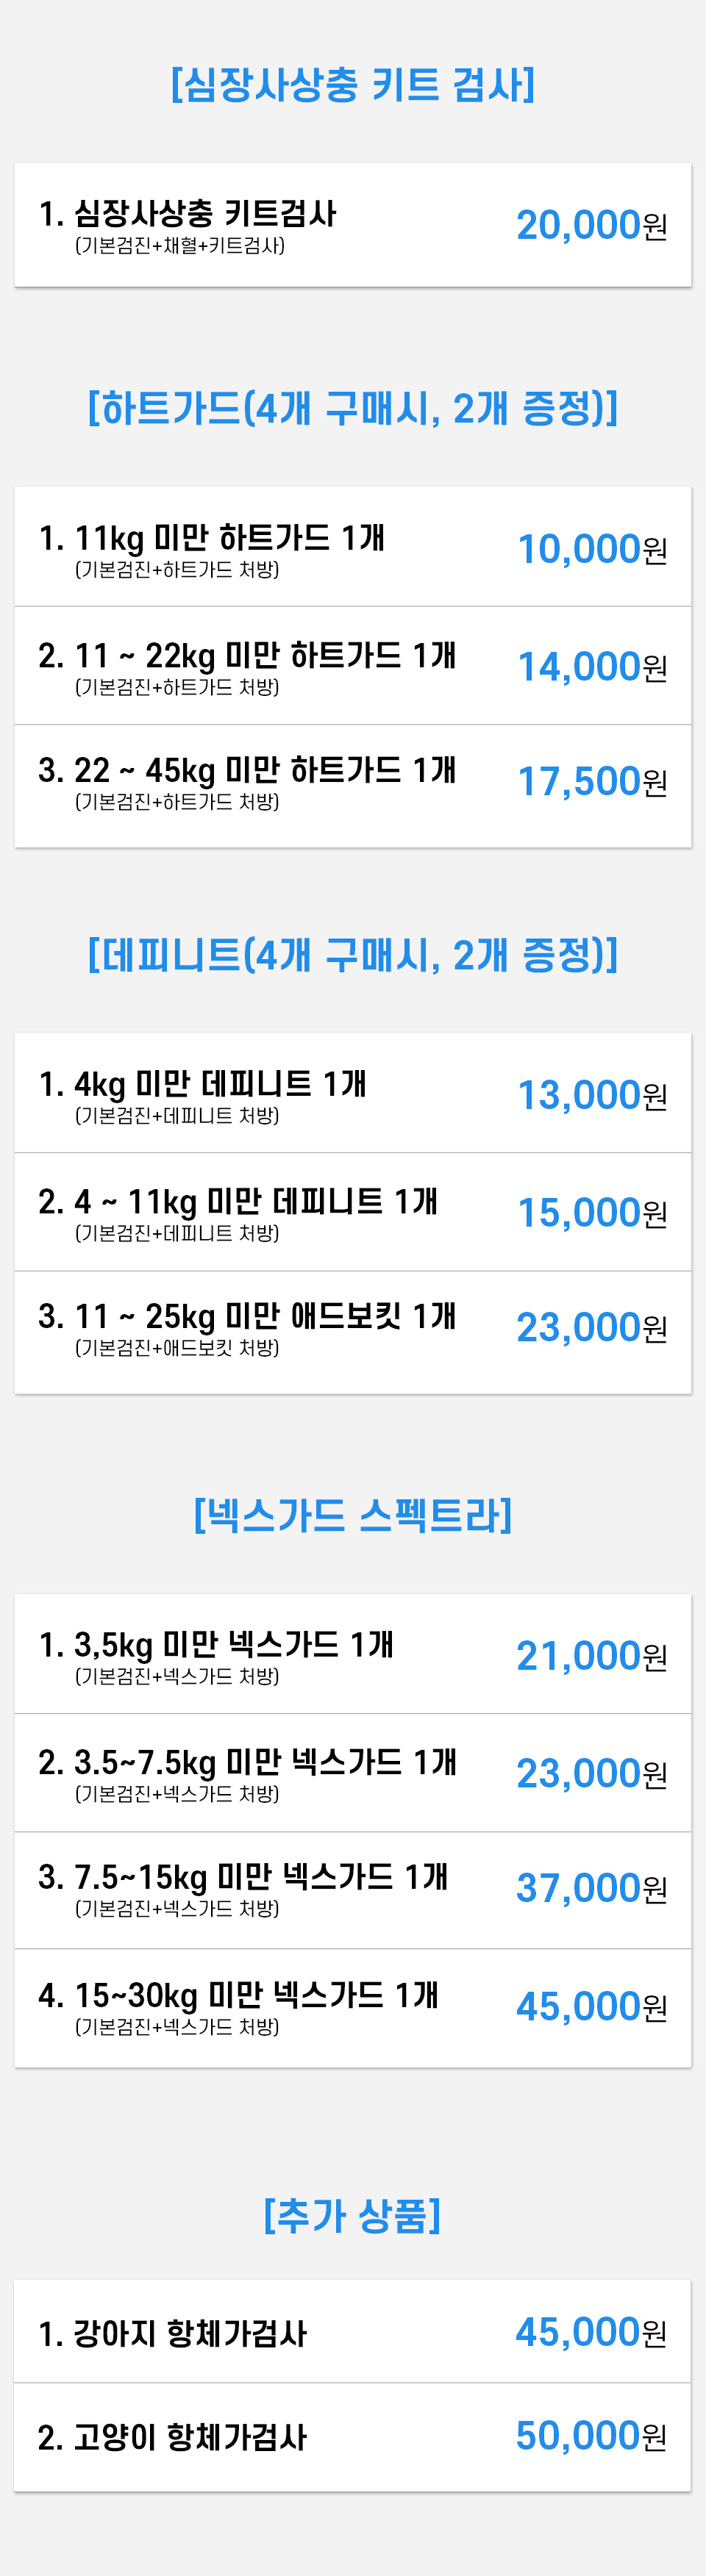 [심장사상충 키트 검사]
1. 심장사상충 키트검사
(기본검진+채혈+키트검사)
20,000원
[하트가드(4개 구매시, 2개 증정)]
1. 11kg 미만 하트가드 1개
(기본검진+하트가드 처방)
10,000원
2. 11 ~ 22kg 미만 하트가드 1개
(기본검진+하트가드 처방)
14,000원
3. 22 ~ 45kg 미만 하트가드 1개
(기본검진+하트가드 처방)
17,500원
[데피니트(4개 구매시, 2개 증정)]
1. 4kg 미만 데피니트 1개
(기본검진+데피니트 처방)
13,000원
2. 4 ~ 11kg 미만 데피니트 1개
(기본검진+데피니트 처방)
15,000원
3. 11 ~ 25kg 미만 애드보킷 1개
(기본검진+애드보킷 처방)
23,000원
[넥스가드 스펙트라]
1. 3,5kg 미만 넥스가드 1개
(기본검진+넥스가드 처방)
21,000원
2. 3.5~7.5kg 미만 넥스가드 1개
(기본검진+넥스가드 처방)
23,000원
3. 7.5~15kg 미만 넥스가드 1개
(기본검진+넥스가드 처방)
37,000원
4. 15~30kg 미만 넥스가드 1개
(기본검진+넥스가드 처방)
45,000원
[추가 상품]
1. 강아지 항체가검사
45,000원
2. 고양이 항체가검사
50,000원